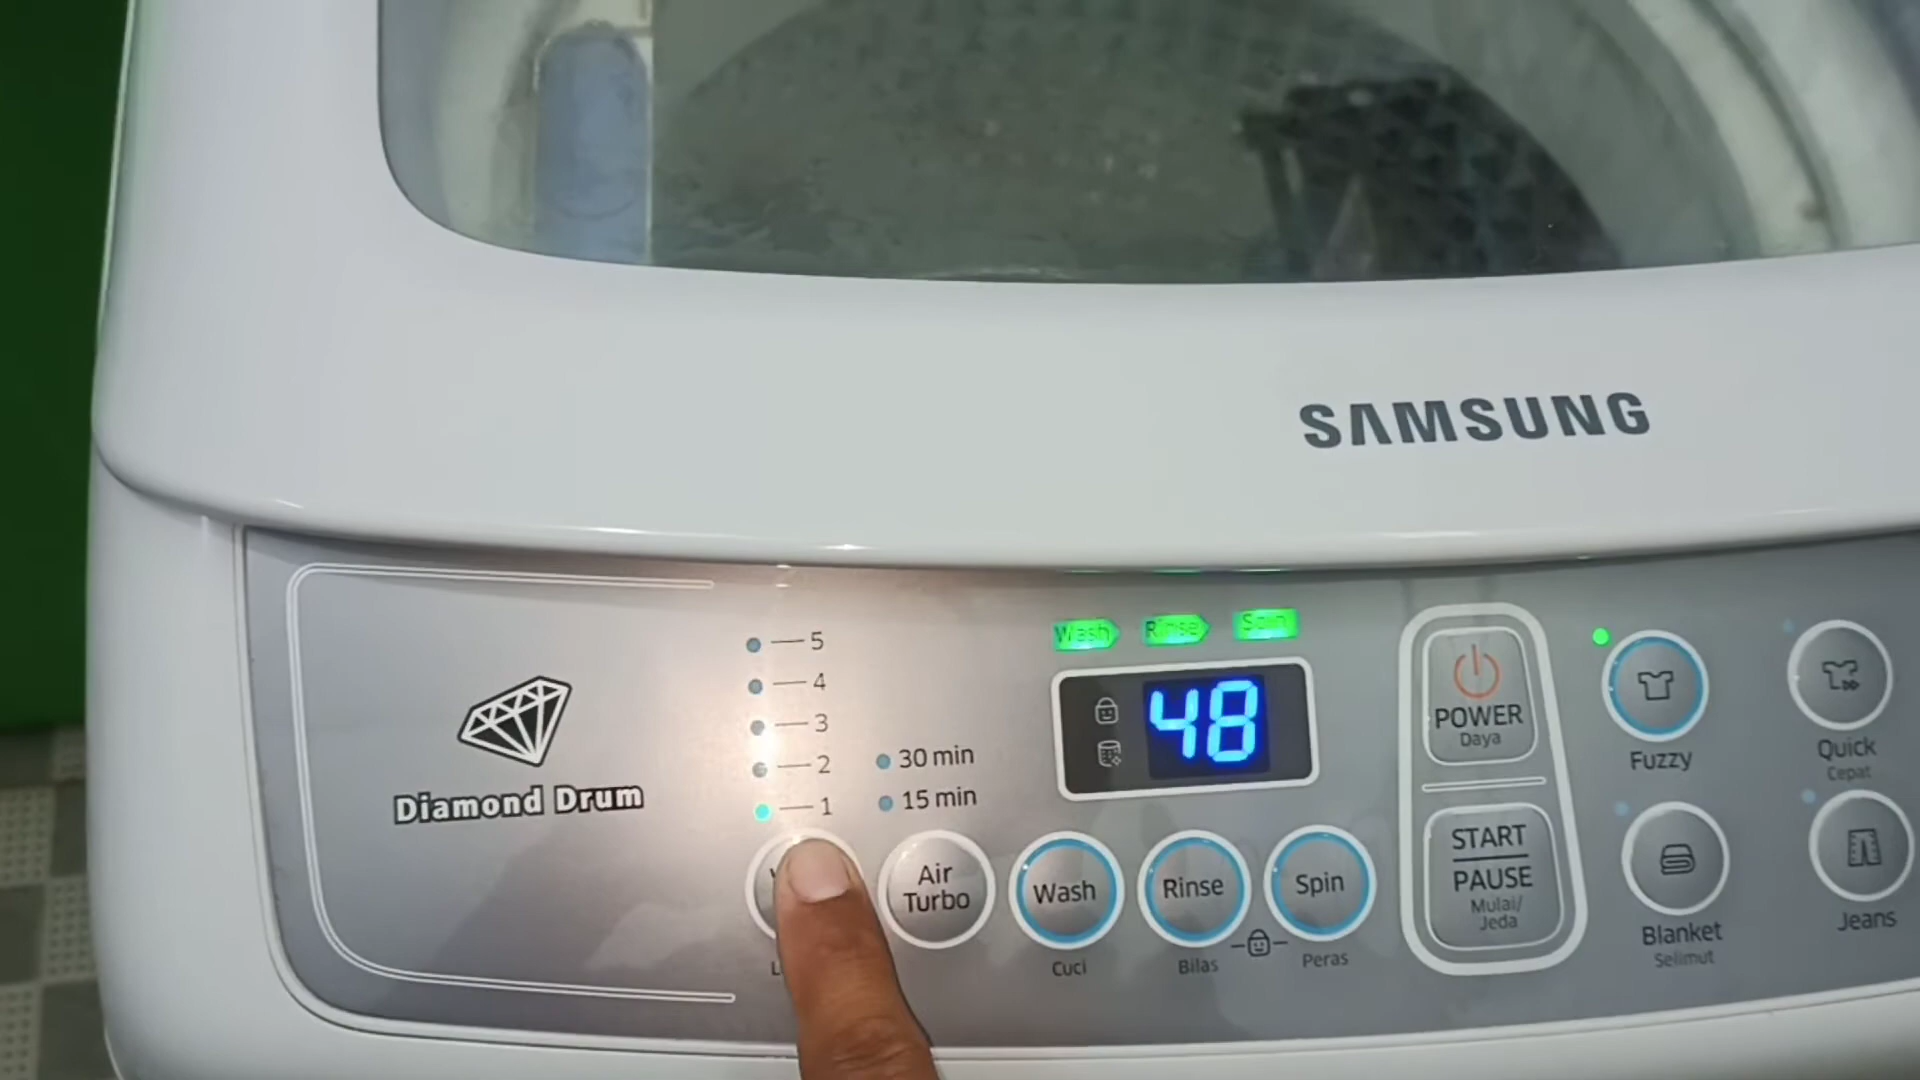 SAMSUNG
Wash Rinse Spin
5
4
3
2
1
30 min
15 min
48
Diamond Drum
Air
Turbo
Wash
Cuci
Rinse
Bilas
Spin
Peras
POWER
Daya
START
PAUSE
Mulai/
Jeda
Fuzzy
Quick
Cepat
Blanket
Selimut
Jeans